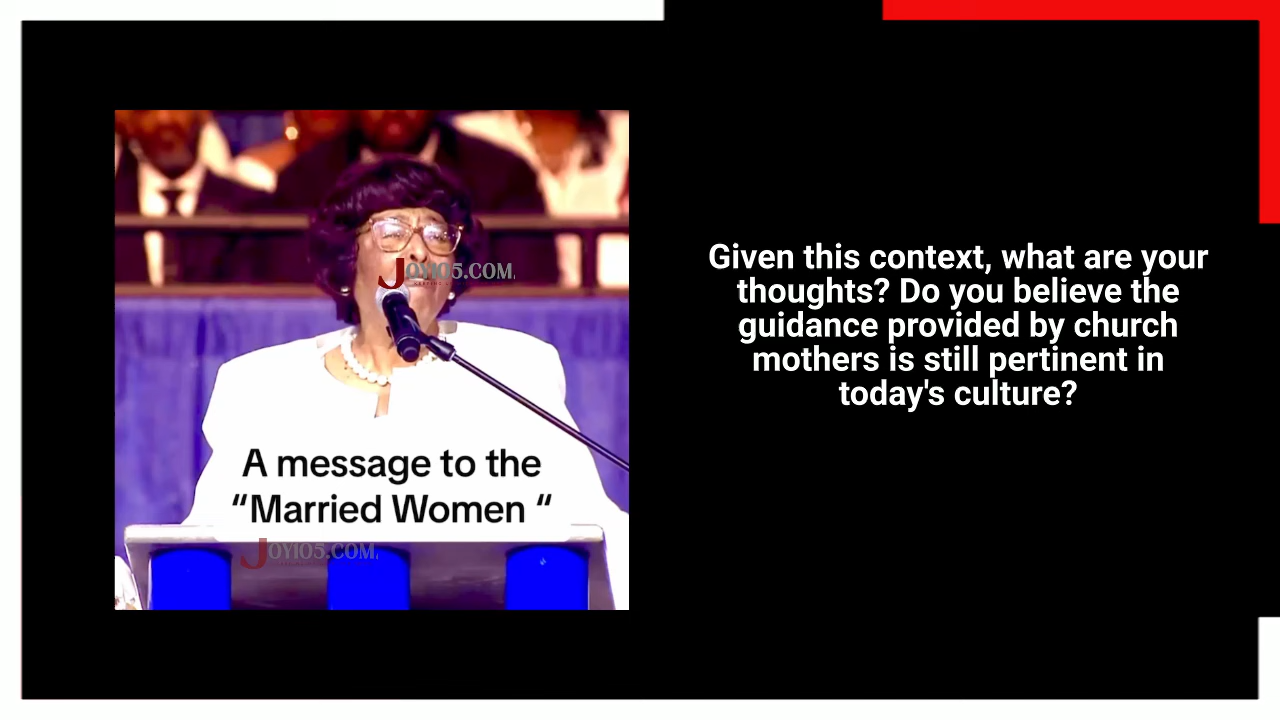 JOY105.COM
A message to the
“Married Women “
JOY105.COM
Given this context, what are your
thoughts? Do you believe the
guidance provided by church
mothers is still pertinent in
today's culture?